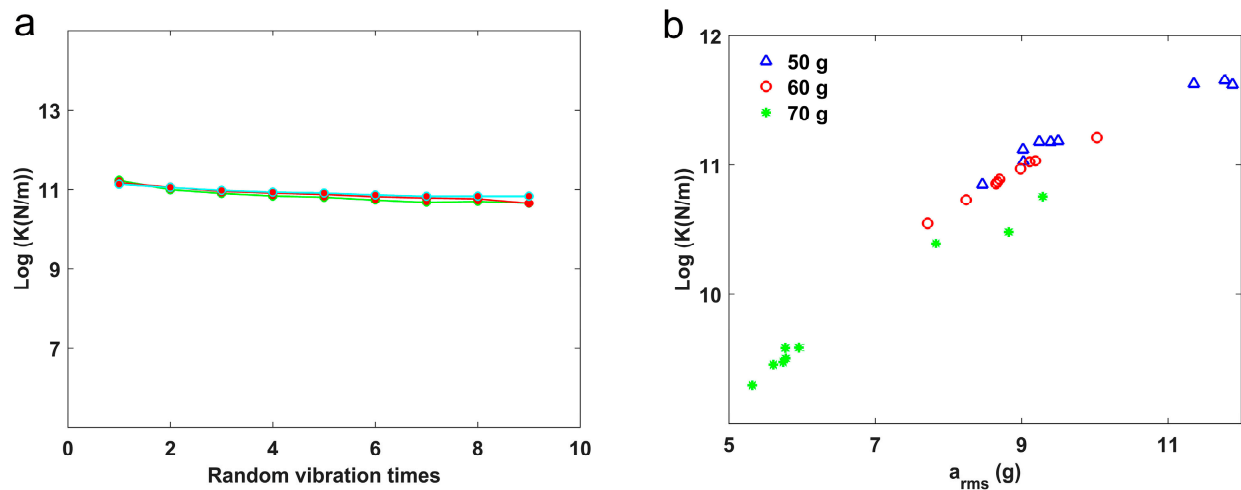 a
13
11
9
7
0
2
4
6
8
10
Log (K(N/m))
Random vibration times
b
12
11
10
5
7
9
11
50 g
60 g
70 g
Log (K(N/m))
a_rms (g)